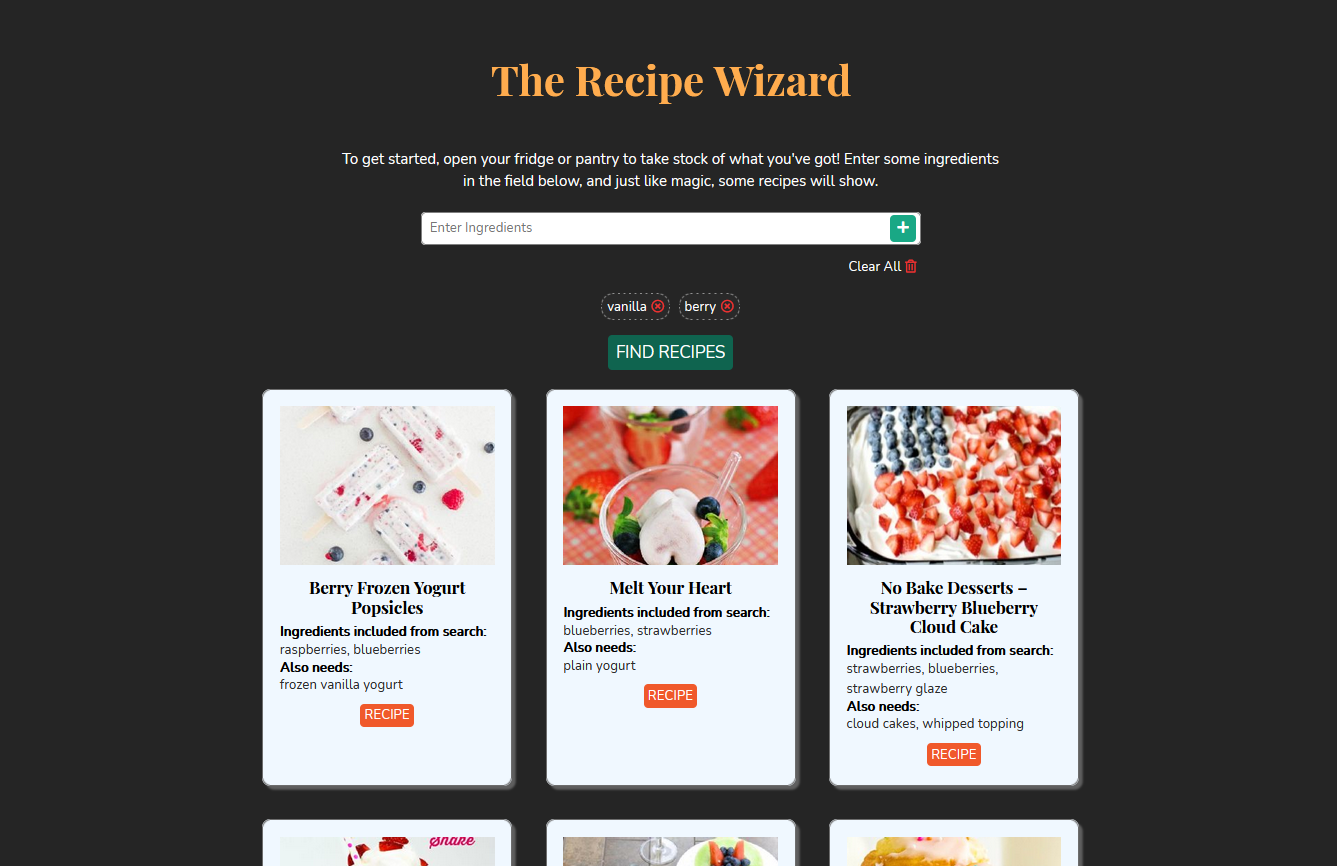 The Recipe Wizard
To get started, open your fridge or pantry to take stock of what you've got! Enter some ingredients
in the field below, and just like magic, some recipes will show.
Enter Ingredients
Clear All
vanilla berry
FIND RECIPES
Berry Frozen Yogurt
Popsicles
Ingredients included from search:
raspberries, blueberries
Also needs:
frozen vanilla yogurt
RECIPE
Melt Your Heart
Ingredients included from search:
blueberries, strawberries
Also needs:
plain yogurt
RECIPE
No Bake Desserts –
Strawberry Blueberry
Cloud Cake
Ingredients included from search:
strawberries, blueberries,
strawberry glaze
Also needs:
cloud cakes, whipped topping
RECIPE
Shake